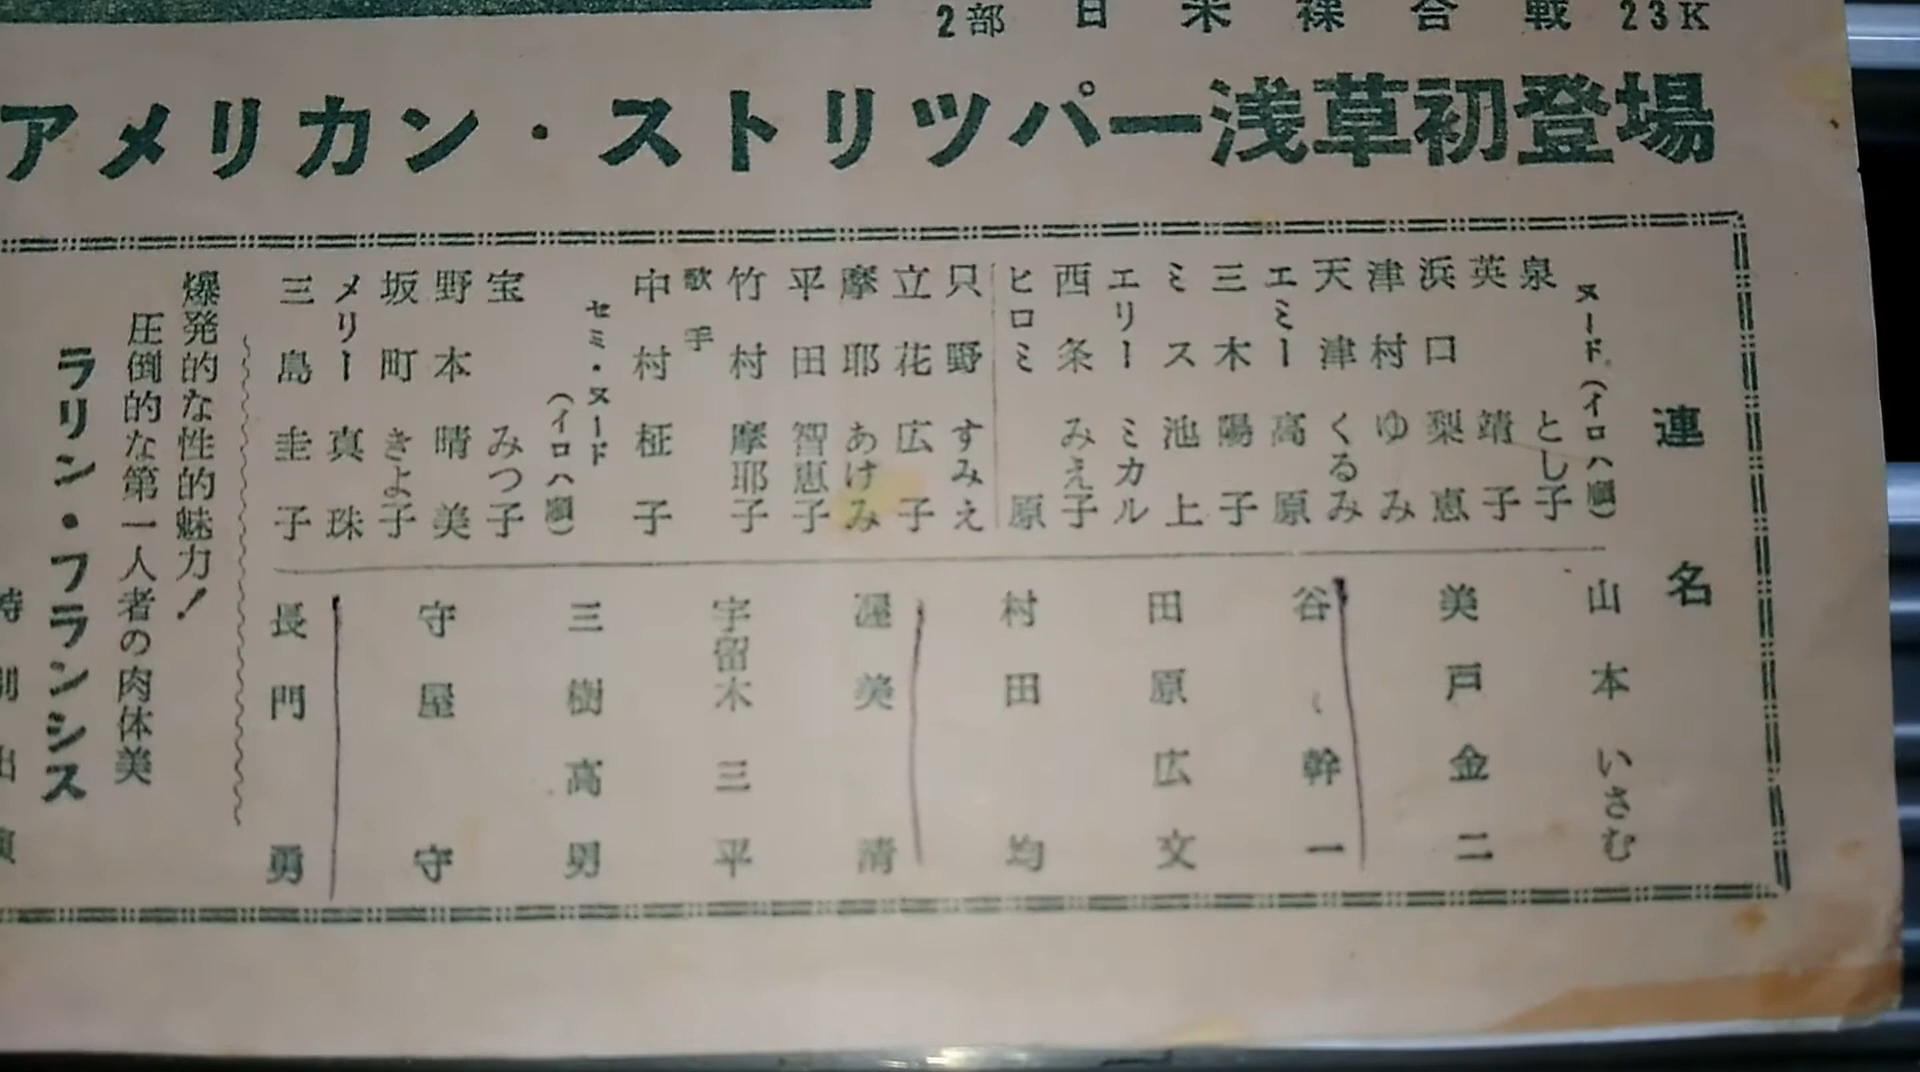 2部 日米裸合戦 23K
アメリカン・ストリツパー浅草初登場
連名
ヌード(イロハ順)
泉とし子
英靖子
浜口梨恵
津村ゆみ
天津くるみ
エミー高原
三木陽子
ミス池上
エリーミカル
西条みえ子
ヒロミ原
只野すみえ
立花広子
摩耶あけみ
平田智恵子
竹村摩耶子
歌手
中村柾子
セミ・ヌード
(イロハ順)
宝みつ子
野本晴美
坂町きよ子
メリー真珠
三島圭子
山本いさむ
美戸金二
谷幹一
田原広文
村田均
渥美清
宇留木三平
三樹高男
守屋守
長門勇
爆発的な性的魅力!
圧倒的な第一人者の肉体美
ラリン・フランシス
特別出演